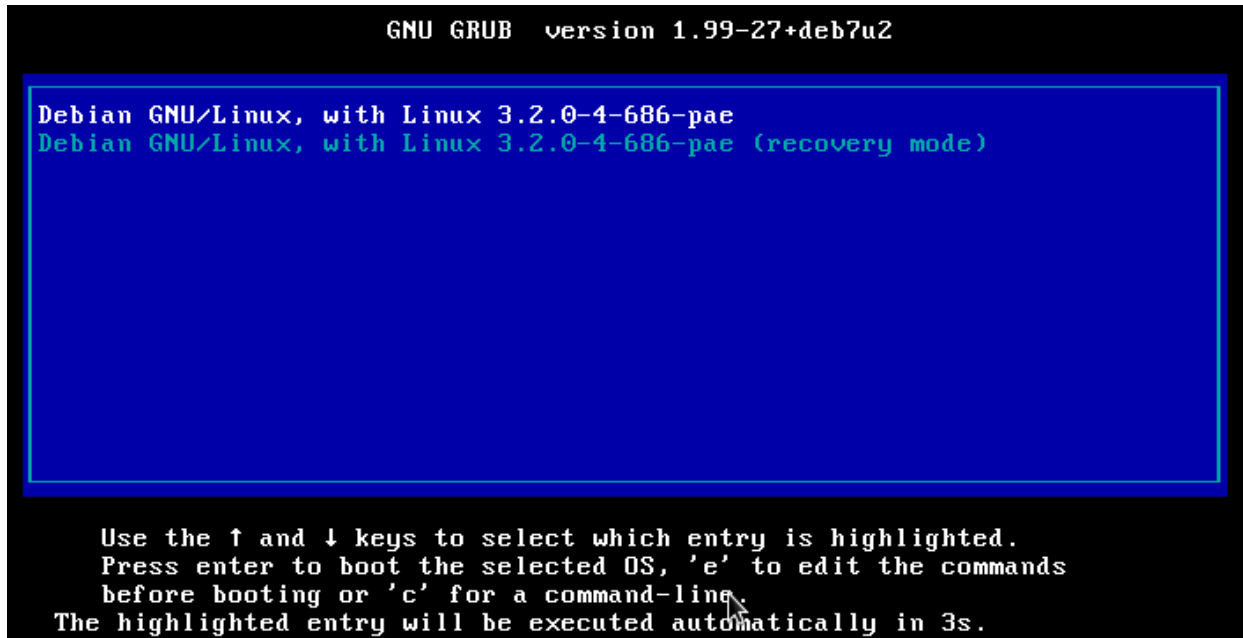 GNU GRUB version 1.99-27+deb7u2
Debian GNU/Linux, with Linux 3.2.0-4-686-pae
Debian GNU/Linux, with Linux 3.2.0-4-686-pae (recovery mode)
Use the ↑ and ↓ keys to select which entry is highlighted.
Press enter to boot the selected OS, 'e' to edit the commands
before booting or 'c' for a command-line.
The highlighted entry will be executed automatically in 3s.